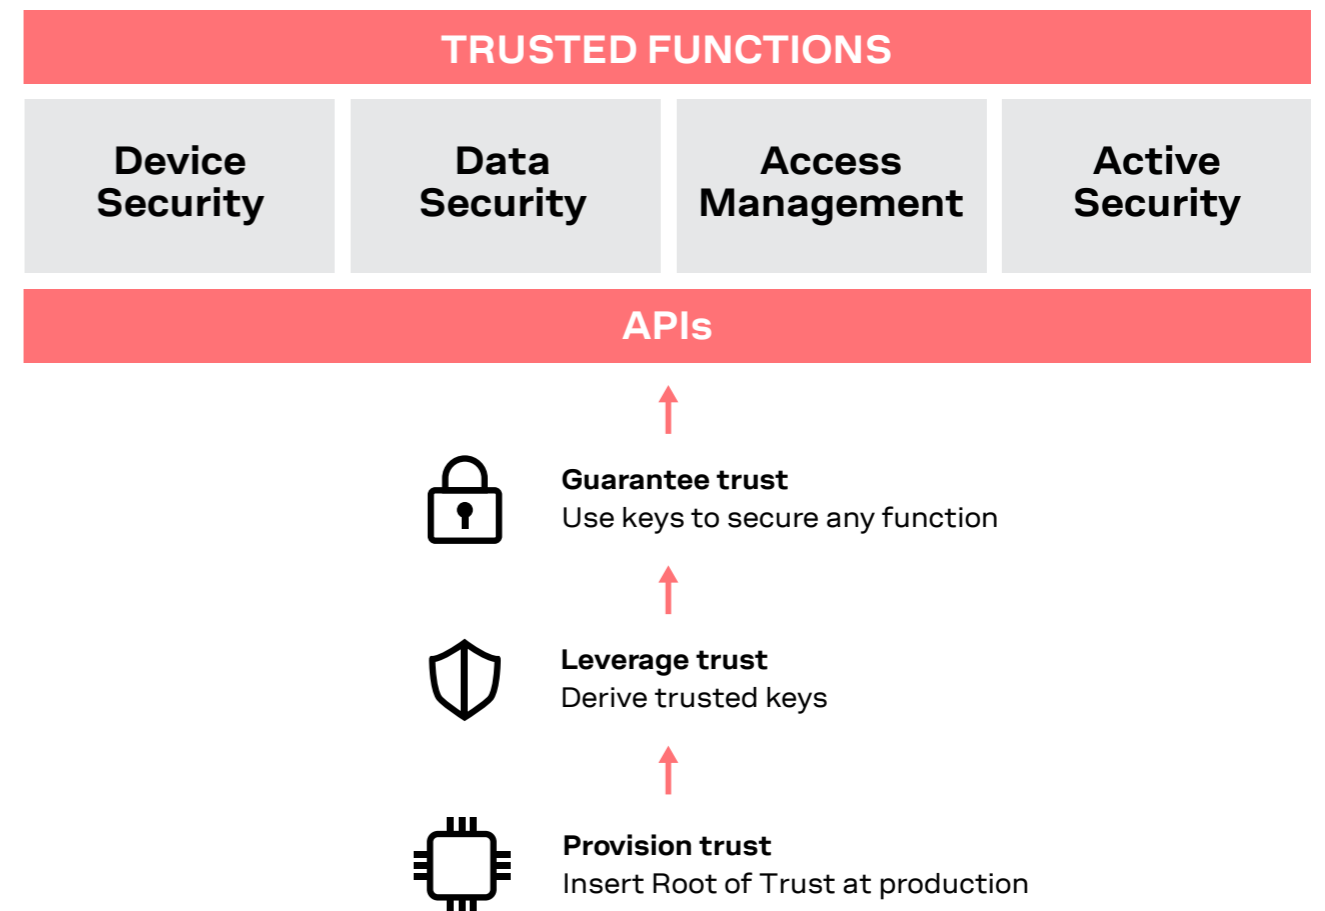 TRUSTED FUNCTIONS
Device
Security
Data
Security
Access
Management
Active
Security
APIs
Guarantee trust
Use keys to secure any function
Leverage trust
Derive trusted keys
Provision trust
Insert Root of Trust at production